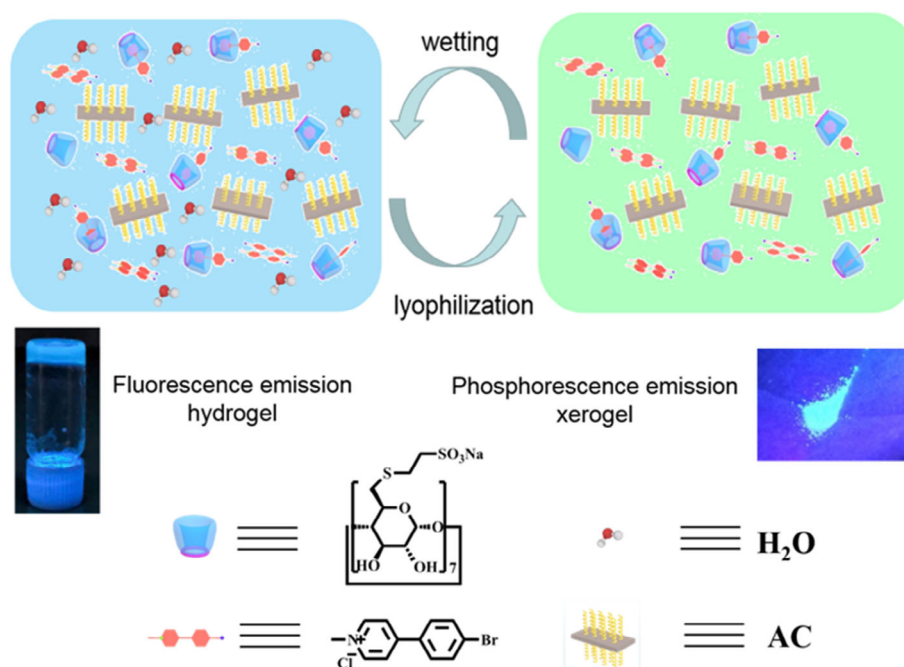 wetting
lyophilization
Fluorescence emission
hydrogel
Phosphorescence emission
xerogel
SO₃Na
S
O
O
HO
OH
7
H₂O
N
+
Cl
Br
AC